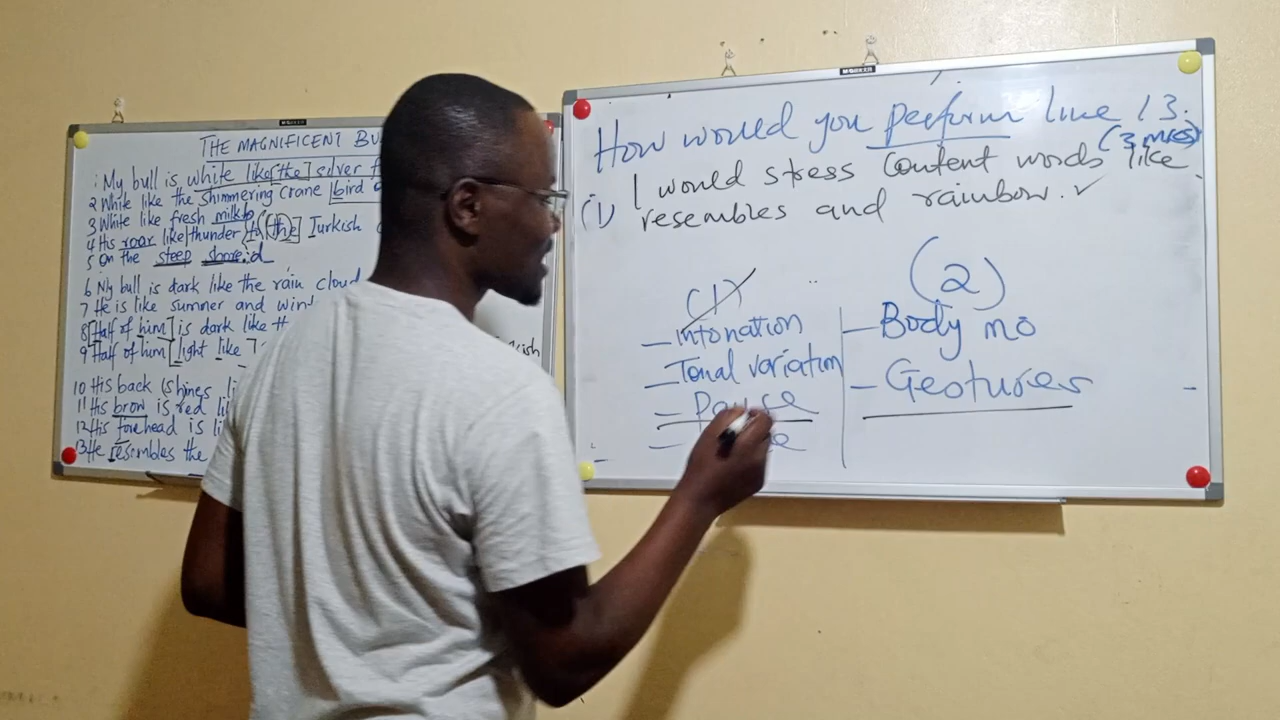 THE MAGNIFICENT BU
1 My bull is white like the silver f
2 White like the shimmering crane bird
3 White like fresh milk
4 His roar like thunder to the Turkish
5 On the steep shore
6 My bull is dark like the rain cloud
7 He is like summer and wint
8 Half of him is dark like th
9 Half of him light like
10 His back shines li
11 His brow is red li
12 His forehead is li
13 He resembles the
How would you perform line 13.
(3 mks)
(1) I would stress content words like
resembles and rainbow. ✓
(1)
- Intonation
- Tonal variation
- Pause
(2)
- Body mo
- Gestures